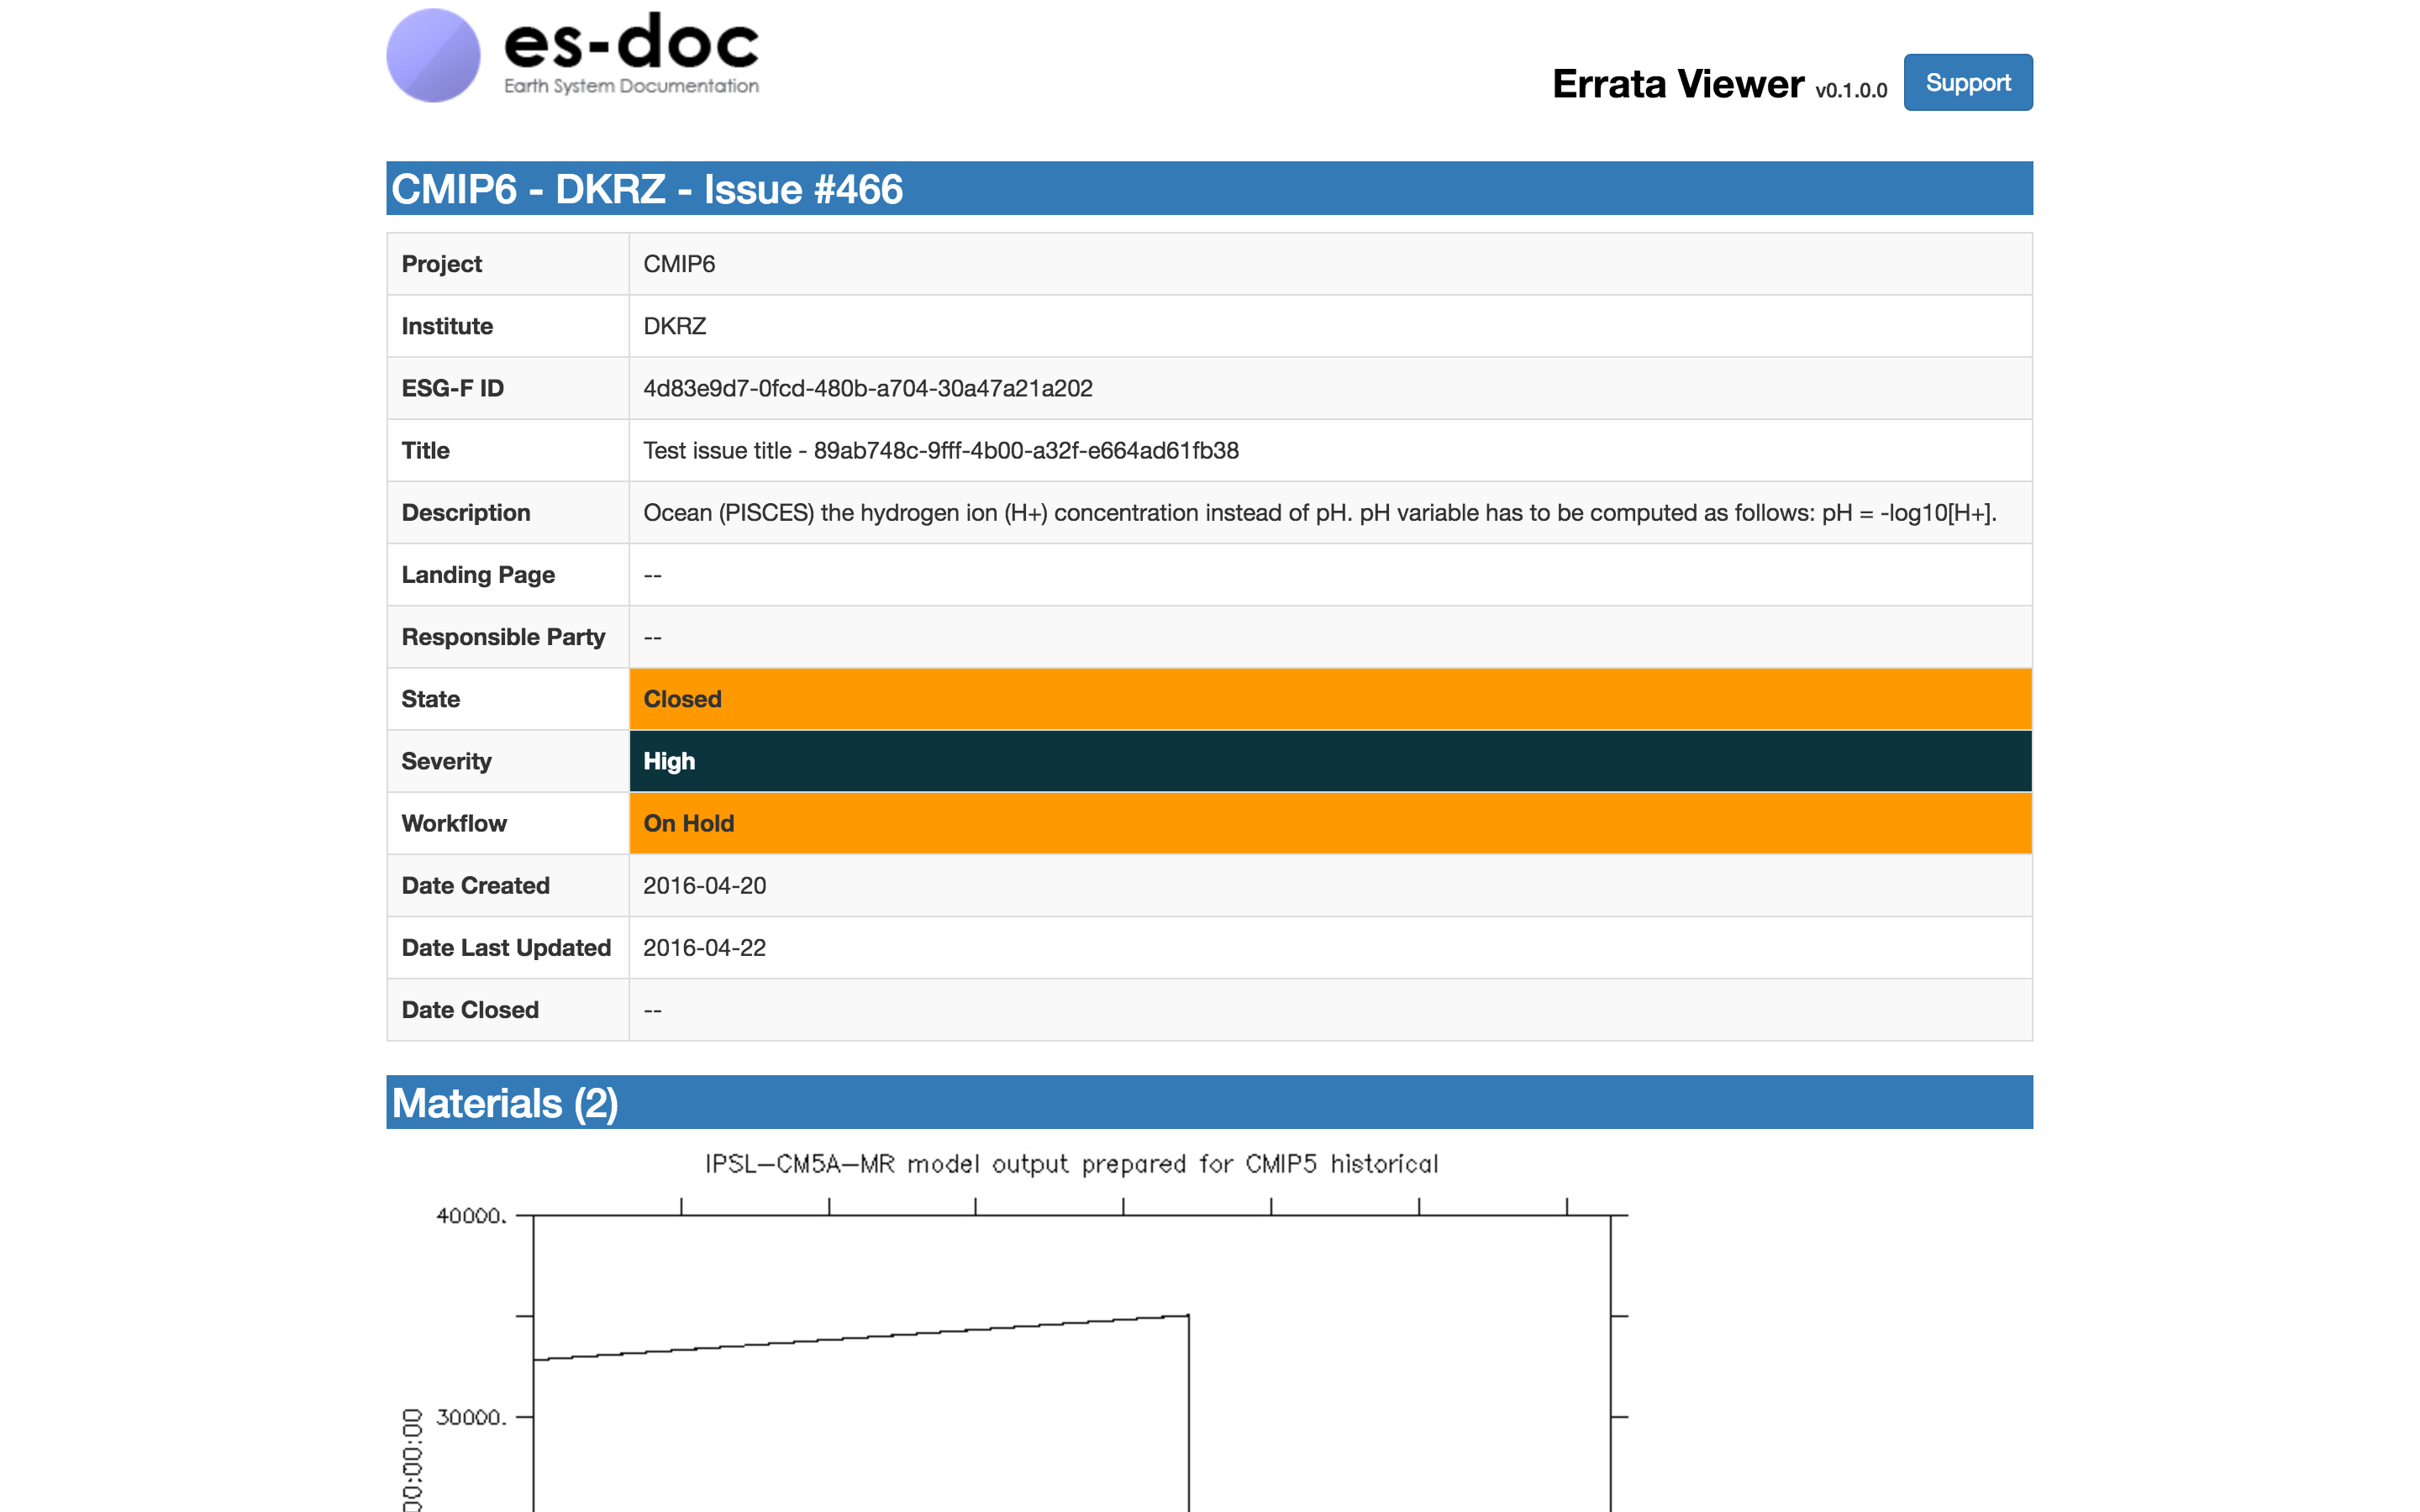 es-doc
Earth System Documentation
Errata Viewer v0.1.0.0 Support
CMIP6 - DKRZ - Issue #466
Project CMIP6
Institute DKRZ
ESG-F ID 4d83e9d7-0fcd-480b-a704-30a47a21a202
Title Test issue title - 89ab748c-9fff-4b00-a32f-e664ad61fb38
Description Ocean (PISCES) the hydrogen ion (H+) concentration instead of pH. pH variable has to be computed as follows: pH = -log10[H+].
Landing Page --
Responsible Party --
State Closed
Severity High
Workflow On Hold
Date Created 2016-04-20
Date Last Updated 2016-04-22
Date Closed --
Materials (2)
IPSL-CM5A-MR model output prepared for CMIP5 historical
40000.
30000.
00:00:00